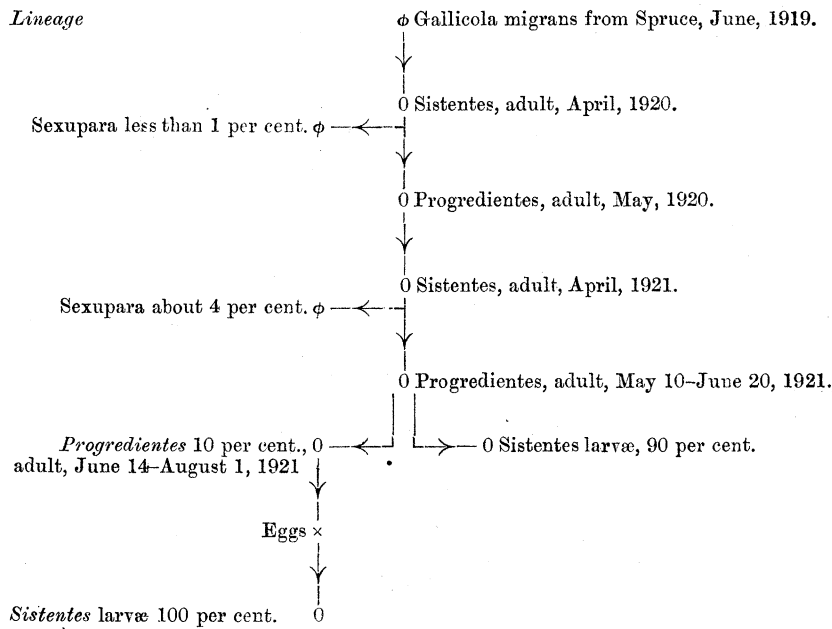 Lineage
ϕ Gallicola migrans from Spruce, June, 1919.
0 Sistentes, adult, April, 1920.
Sexupara less than 1 per cent. ϕ
0 Progredientes, adult, May, 1920.
0 Sistentes, adult, April, 1921.
Sexupara about 4 per cent. ϕ
0 Progredientes, adult, May 10–June 20, 1921.
Progredientes 10 per cent., 0
adult, June 14–August 1, 1921
0 Sistentes larvæ, 90 per cent.
Eggs ×
Sistentes larvæ 100 per cent. 0